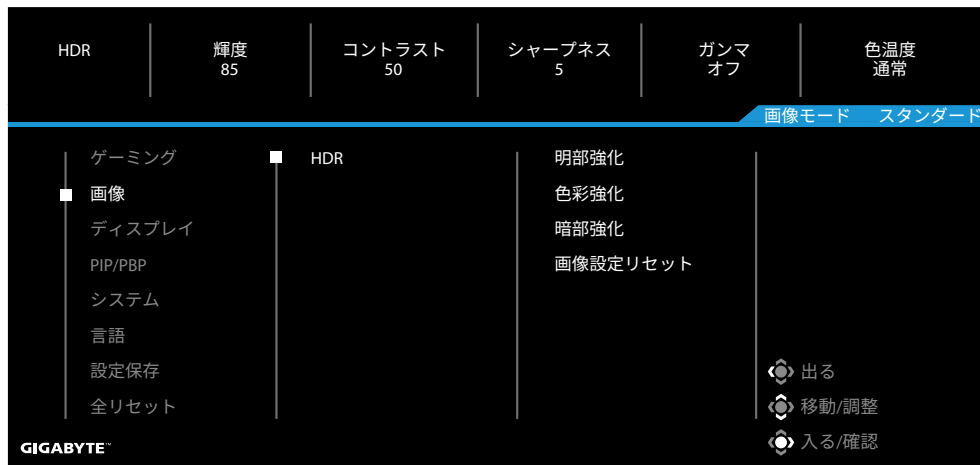 HDR
輝度
85
コントラスト
50
シャープネス
5
ガンマ
オフ
色温度
通常
画像モード スタンダード
ゲーミング
画像
ディスプレイ
PIP/PBP
システム
言語
設定保存
全リセット
HDR
明部強化
色彩強化
暗部強化
画像設定リセット
出る
移動/調整
入る/確認
GIGABYTE™